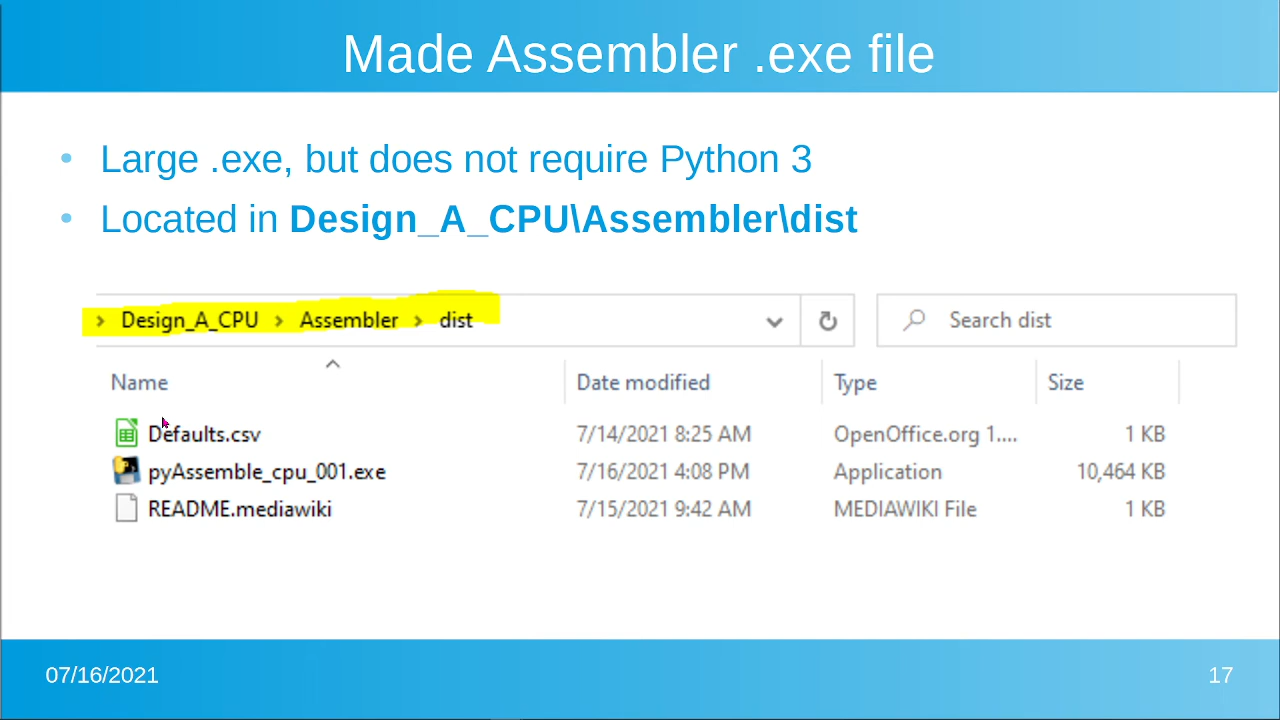 Made Assembler .exe file
• Large .exe, but does not require Python 3
• Located in Design_A_CPU\Assembler\dist
› Design_A_CPU › Assembler › dist Search dist
Name Date modified Type Size
Defaults.csv 7/14/2021 8:25 AM OpenOffice.org 1.... 1 KB
pyAssemble_cpu_001.exe 7/16/2021 4:08 PM Application 10,464 KB
README.mediawiki 7/15/2021 9:42 AM MEDIAWIKI File 1 KB
07/16/2021 17